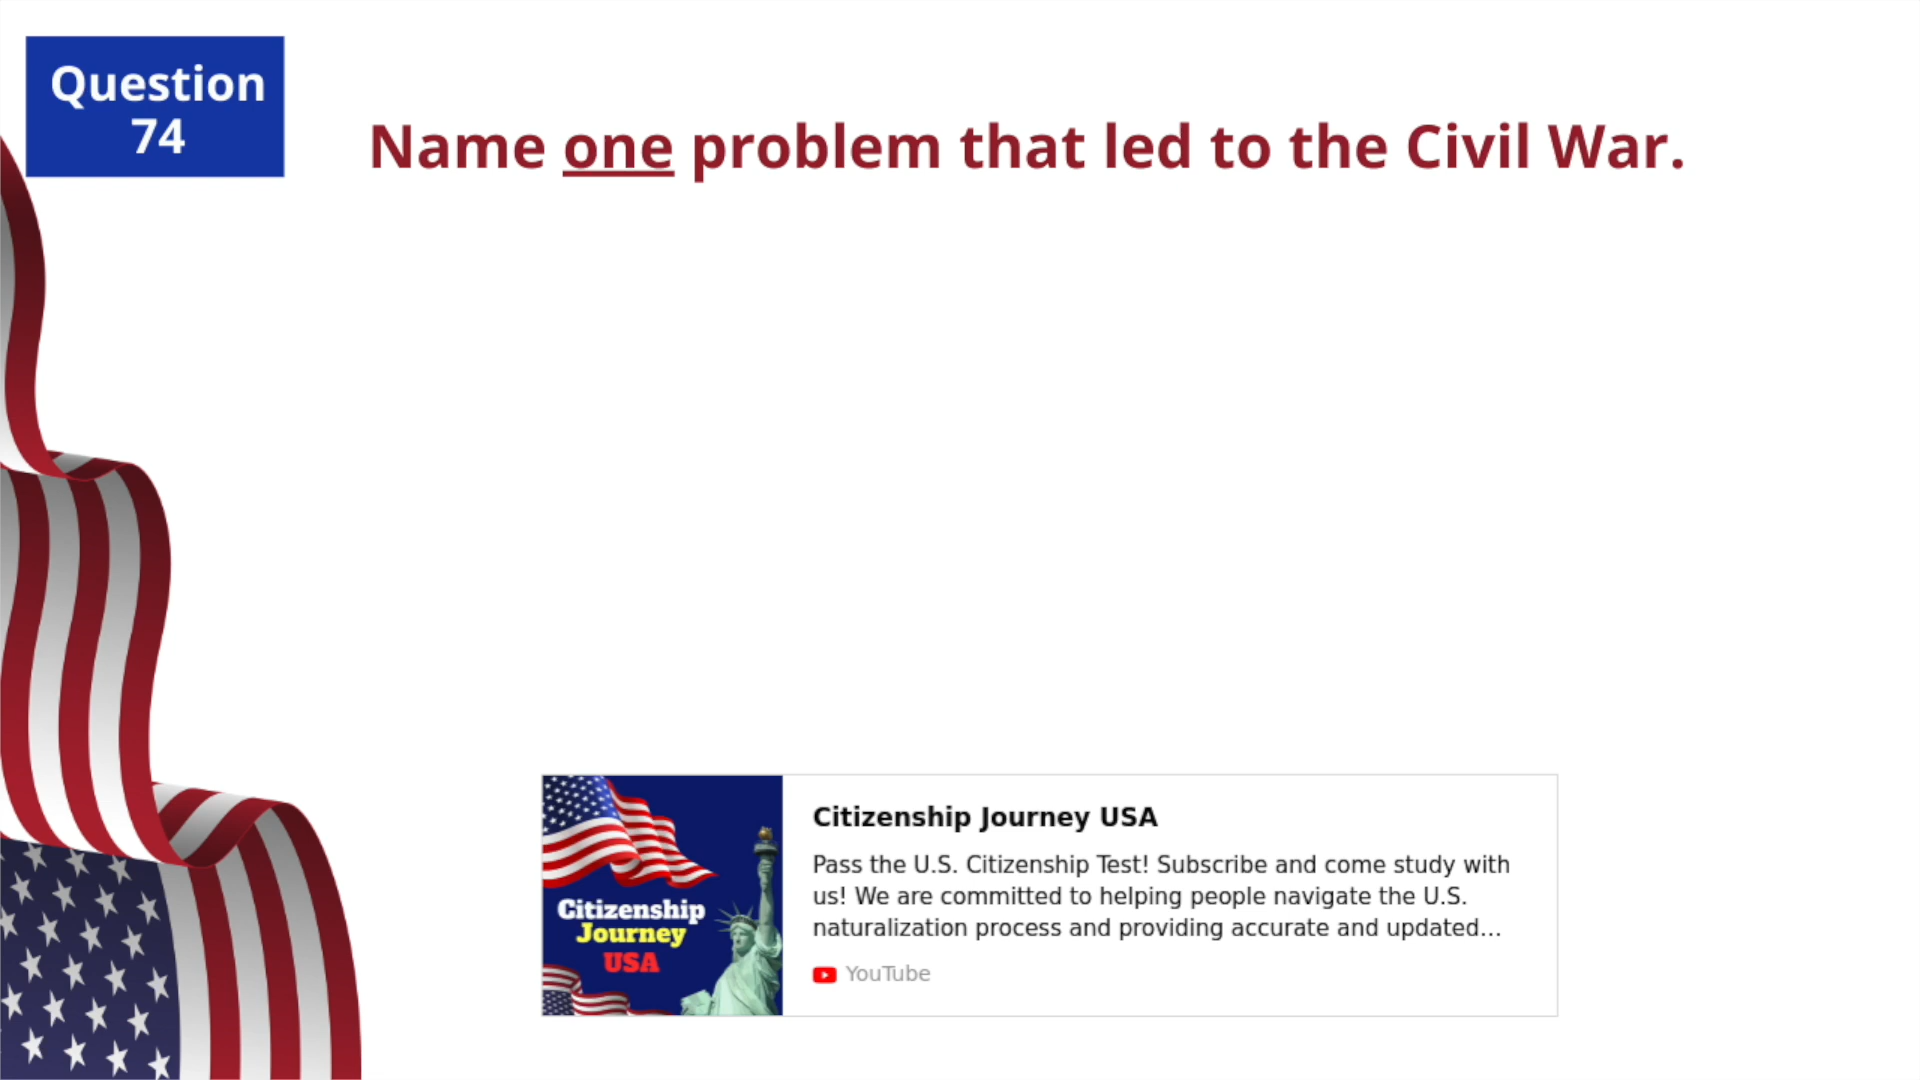 Question
74
Name one problem that led to the Civil War.
Citizenship
Journey
USA
Citizenship Journey USA
Pass the U.S. Citizenship Test! Subscribe and come study with
us! We are committed to helping people navigate the U.S.
naturalization process and providing accurate and updated...
YouTube